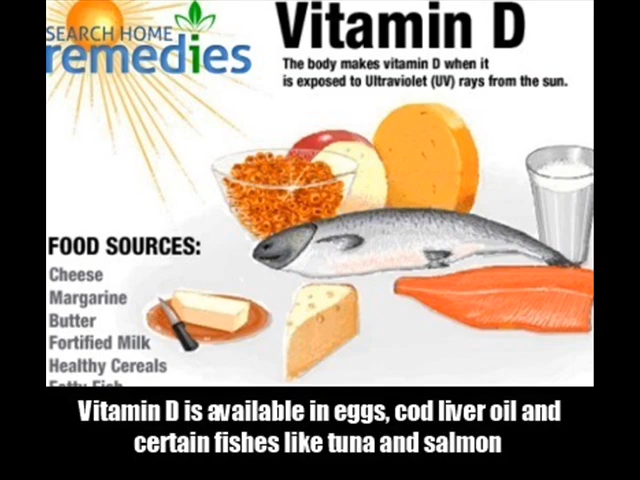 SEARCH HOME
remedies
Vitamin D
The body makes vitamin D when it
is exposed to Ultraviolet (UV) rays from the sun.
FOOD SOURCES:
Cheese
Margarine
Butter
Fortified Milk
Healthy Cereals
Fatty Fish
Vitamin D is available in eggs, cod liver oil and
certain fishes like tuna and salmon